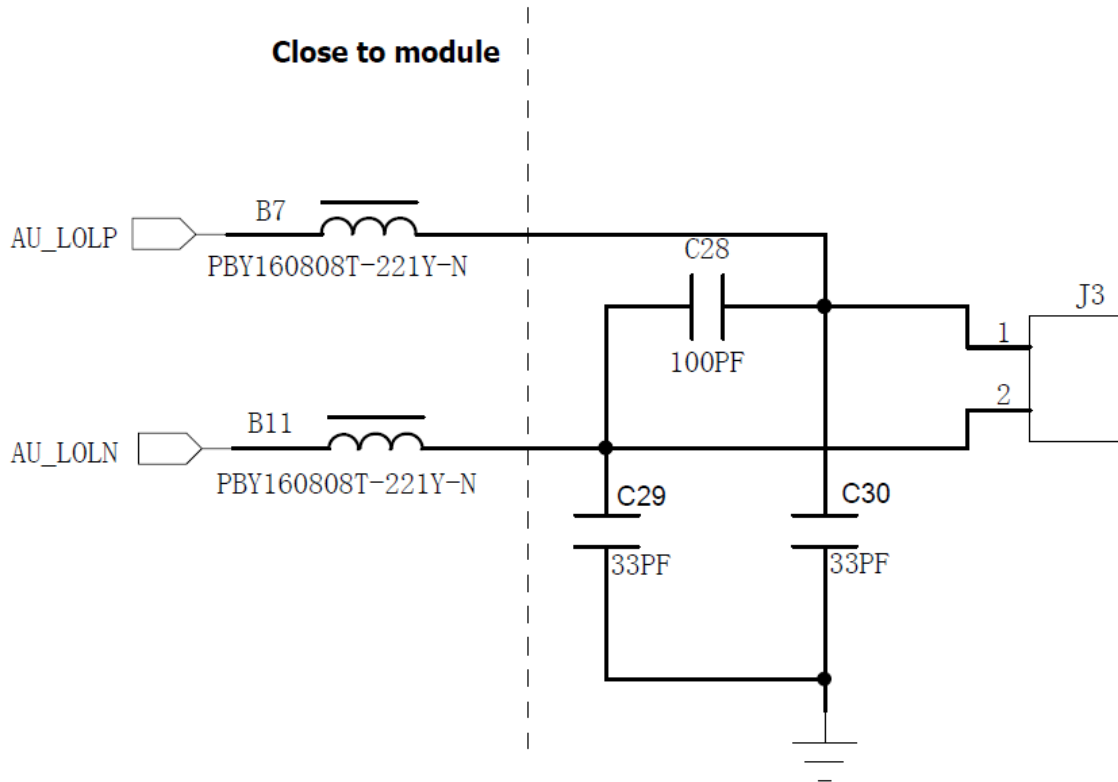 Close to module
B7
AU_LOLP
PBY160808T-221Y-N
C28
100PF
J3
1
2
B11
AU_LOLN
PBY160808T-221Y-N
C29
33PF
C30
33PF